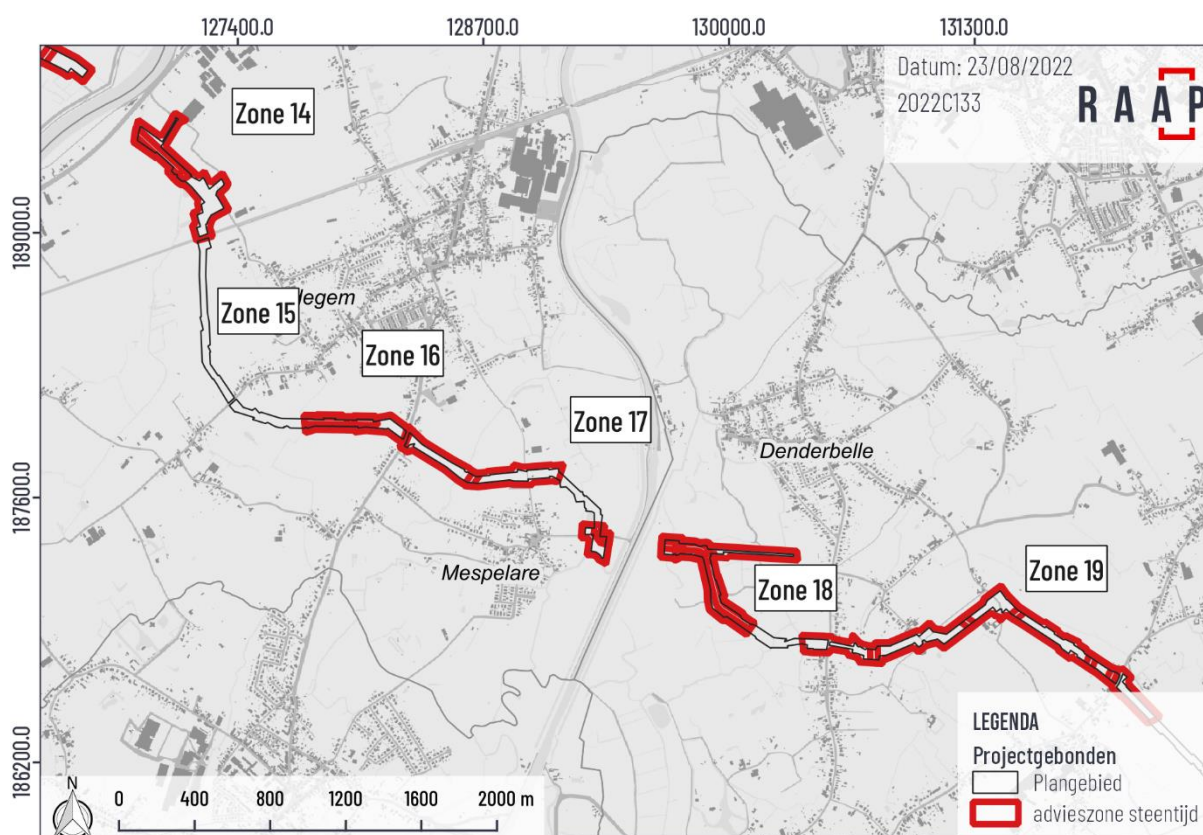 127400.0
128700.0
130000.0
131300.0
Datum: 23/08/2022
2022C133
RAAP
Zone 14
189000.0
legem
Zone 15
Zone 16
Zone 17
Denderbelle
187600.0
Mespelare
Zone 18
Zone 19
186200.0
N
0 400 800 1200 1600 2000 m
LEGENDA
Projectgebonden
Plangebied
advieszone steentijd